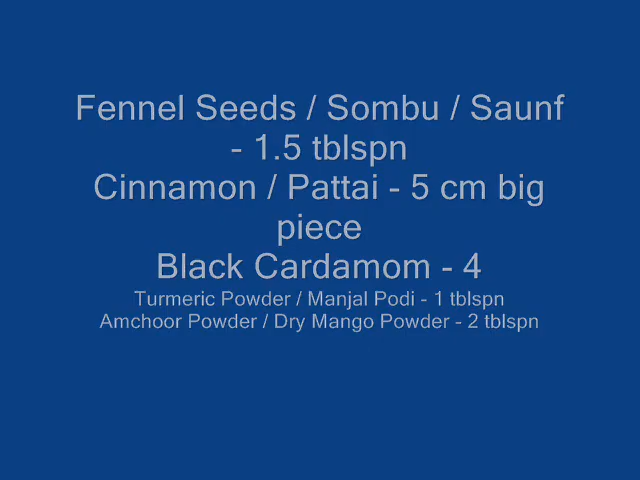 Fennel Seeds / Sombu / Saunf
- 1.5 tblspn
Cinnamon / Pattai - 5 cm big
piece
Black Cardamom - 4
Turmeric Powder / Manjal Podi - 1 tblspn
Amchoor Powder / Dry Mango Powder - 2 tblspn